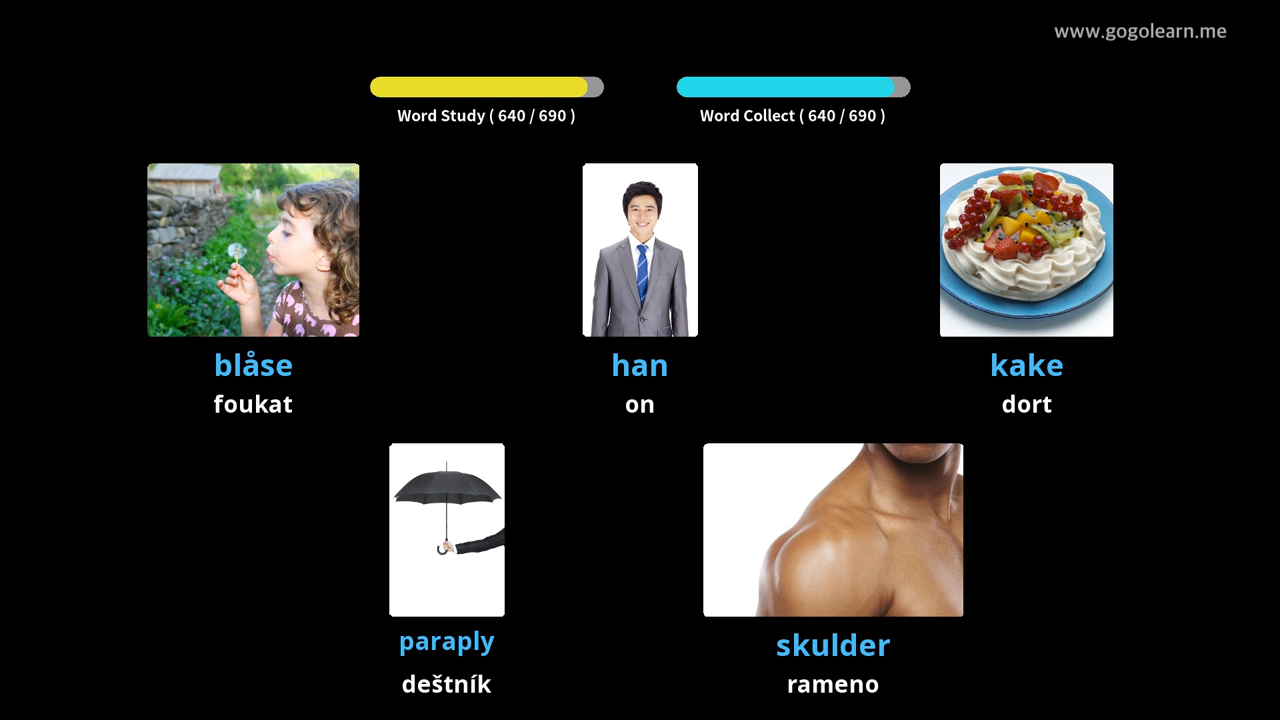 www.gogolearn.me
Word Study ( 640 / 690 )
Word Collect ( 640 / 690 )
blåse
foukat
han
on
kake
dort
paraply
deštník
skulder
rameno